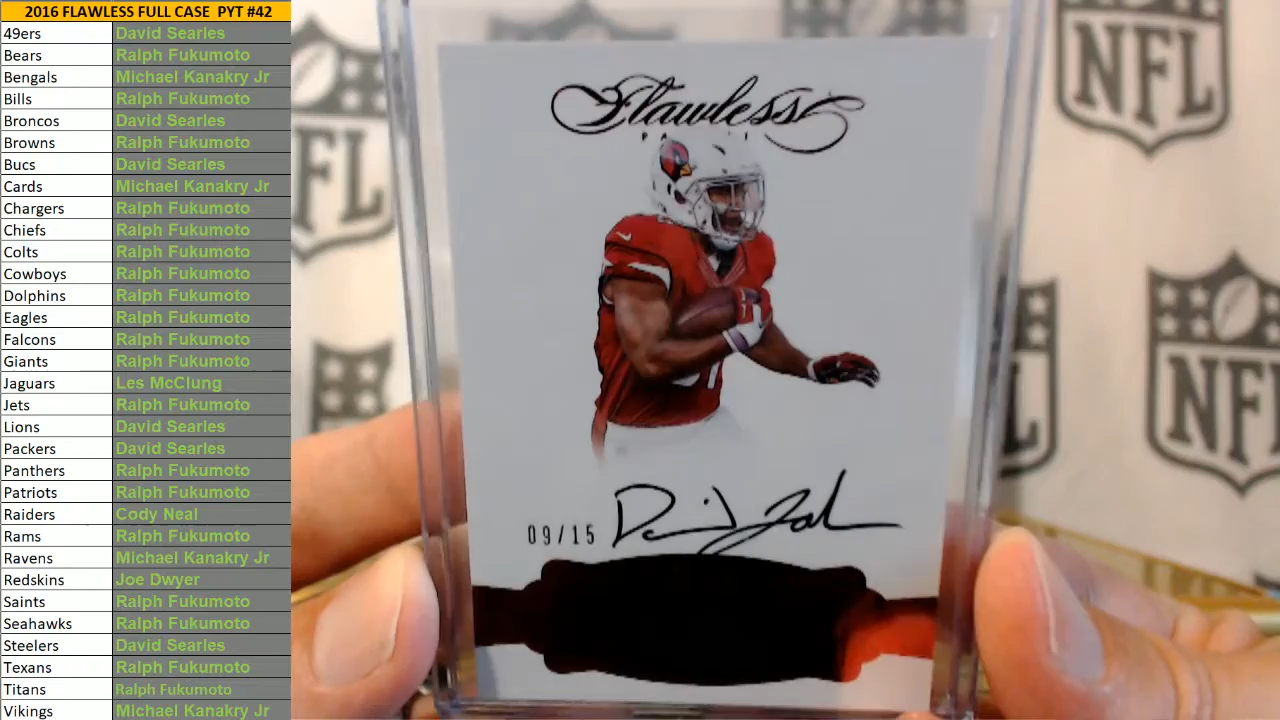 2016 FLAWLESS FULL CASE PYT #42
49ers David Searles
Bears Ralph Fukumoto
Bengals Michael Kanakry Jr
Bills Ralph Fukumoto
Broncos David Searles
Browns Ralph Fukumoto
Bucs David Searles
Cards Michael Kanakry Jr
Chargers Ralph Fukumoto
Chiefs Ralph Fukumoto
Colts Ralph Fukumoto
Cowboys Ralph Fukumoto
Dolphins Ralph Fukumoto
Eagles Ralph Fukumoto
Falcons Ralph Fukumoto
Giants Ralph Fukumoto
Jaguars Les McClung
Jets Ralph Fukumoto
Lions David Searles
Packers David Searles
Panthers Ralph Fukumoto
Patriots Ralph Fukumoto
Raiders Cody Neal
Rams Ralph Fukumoto
Ravens Michael Kanakry Jr
Redskins Joe Dwyer
Saints Ralph Fukumoto
Seahawks Ralph Fukumoto
Steelers David Searles
Texans Ralph Fukumoto
Titans Ralph Fukumoto
Vikings Michael Kanakry Jr
Flawless
09/15
NFL
NFL